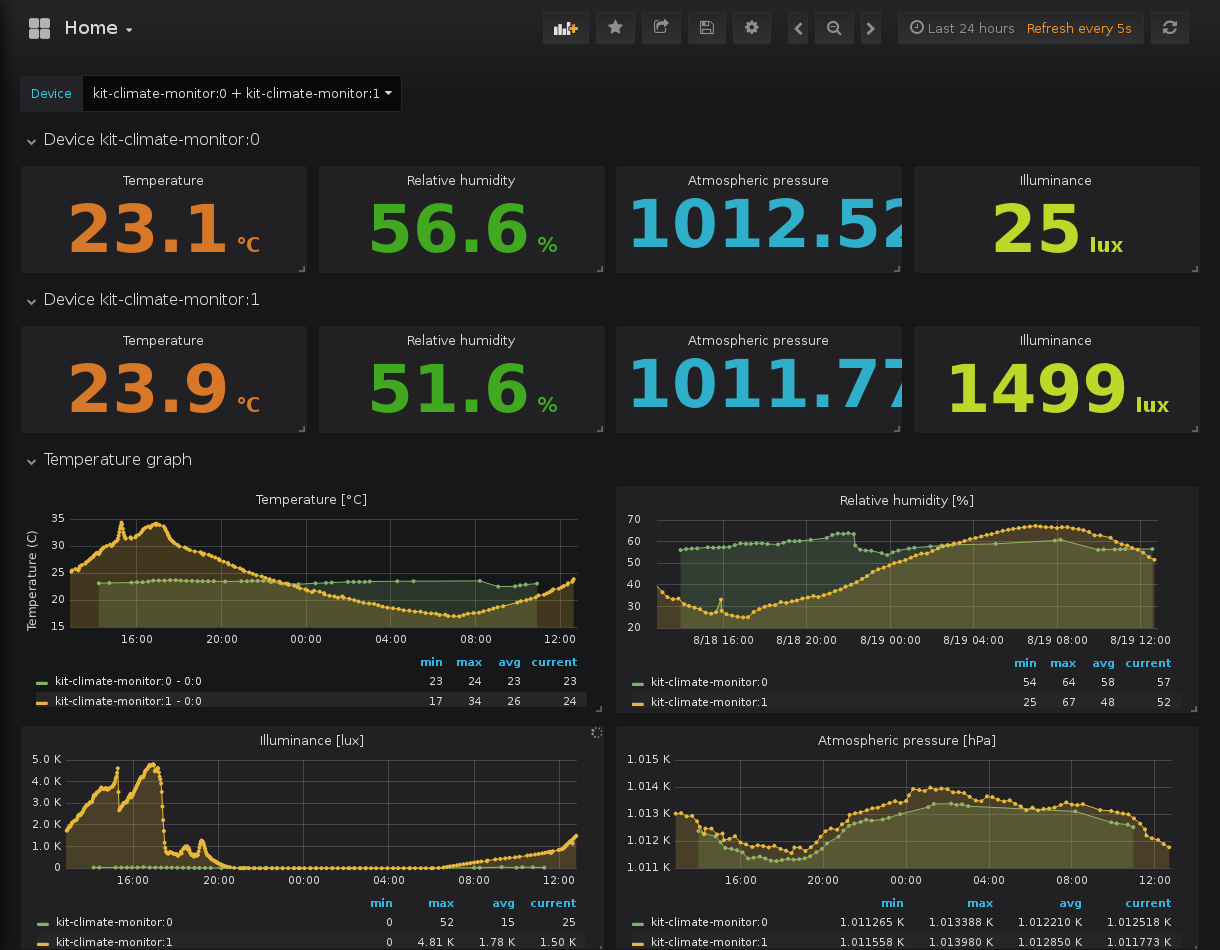 Home
Last 24 hours Refresh every 5s
Device kit-climate-monitor:0 + kit-climate-monitor:1
Device kit-climate-monitor:0
Temperature Relative humidity Atmospheric pressure Illuminance
23.1 °C 56.6 % 1012.52 25 lux
Device kit-climate-monitor:1
Temperature Relative humidity Atmospheric pressure Illuminance
23.9 °C 51.6 % 1011.77 1499 lux
Temperature graph
Temperature [°C]
Temperature (C)
35
30
25
20
15
16:00 20:00 00:00 04:00 08:00 12:00
min max avg current
kit-climate-monitor:0 - 0:0 23 24 23 23
kit-climate-monitor:1 - 0:0 17 34 26 24
Relative humidity [%]
70
60
50
40
30
20
8/18 16:00 8/18 20:00 8/19 00:00 8/19 04:00 8/19 08:00 8/19 12:00
min max avg current
kit-climate-monitor:0 54 64 58 57
kit-climate-monitor:1 25 67 48 52
Illuminance [lux]
5.0 K
4.0 K
3.0 K
2.0 K
1.0 K
0
16:00 20:00 00:00 04:00 08:00 12:00
min max avg current
kit-climate-monitor:0 0 52 15 25
kit-climate-monitor:1 0 4.81 K 1.78 K 1.50 K
Atmospheric pressure [hPa]
1.015 K
1.014 K
1.013 K
1.012 K
1.011 K
16:00 20:00 00:00 04:00 08:00 12:00
min max avg current
kit-climate-monitor:0 1.011265 K 1.013388 K 1.012210 K 1.012518 K
kit-climate-monitor:1 1.011558 K 1.013980 K 1.012850 K 1.011773 K